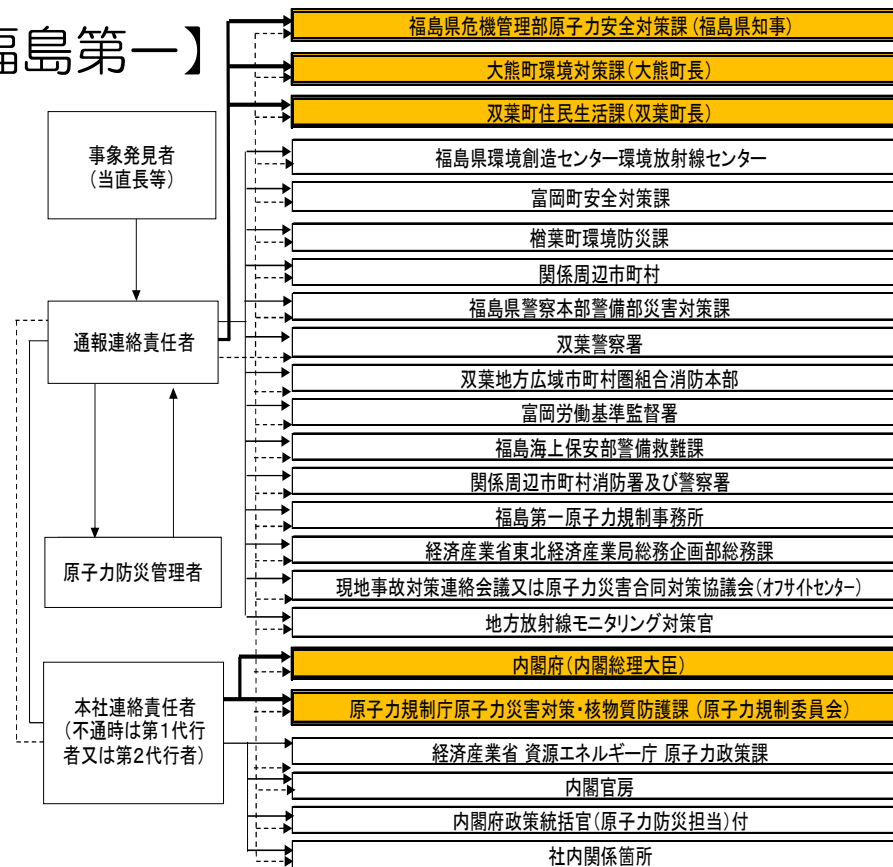 福島第一】
福島県危機管理部原子力安全対策課(福島県知事)
大熊町環境対策課(大熊町長)
双葉町住民生活課(双葉町長)
事象発見者
(当直長等)
福島県環境創造センター環境放射線センター
富岡町安全対策課
楢葉町環境防災課
関係周辺市町村
福島県警察本部警備部災害対策課
通報連絡責任者
双葉警察署
双葉地方広域市町村圏組合消防本部
富岡労働基準監督署
福島海上保安部警備救難課
関係周辺市町村消防署及び警察署
福島第一原子力規制事務所
経済産業省東北経済産業局総務企画部総務課
原子力防災管理者
現地事故対策連絡会議又は原子力災害合同対策協議会(オフサイトセンター)
地方放射線モニタリング対策官
内閣府(内閣総理大臣)
本社連絡責任者
(不通時は第1代行
者又は第2代行者)
原子力規制庁原子力災害対策・核物質防護課(原子力規制委員会)
経済産業省 資源エネルギー庁 原子力政策課
内閣官房
内閣府政策統括官(原子力防災担当)付
社内関係箇所